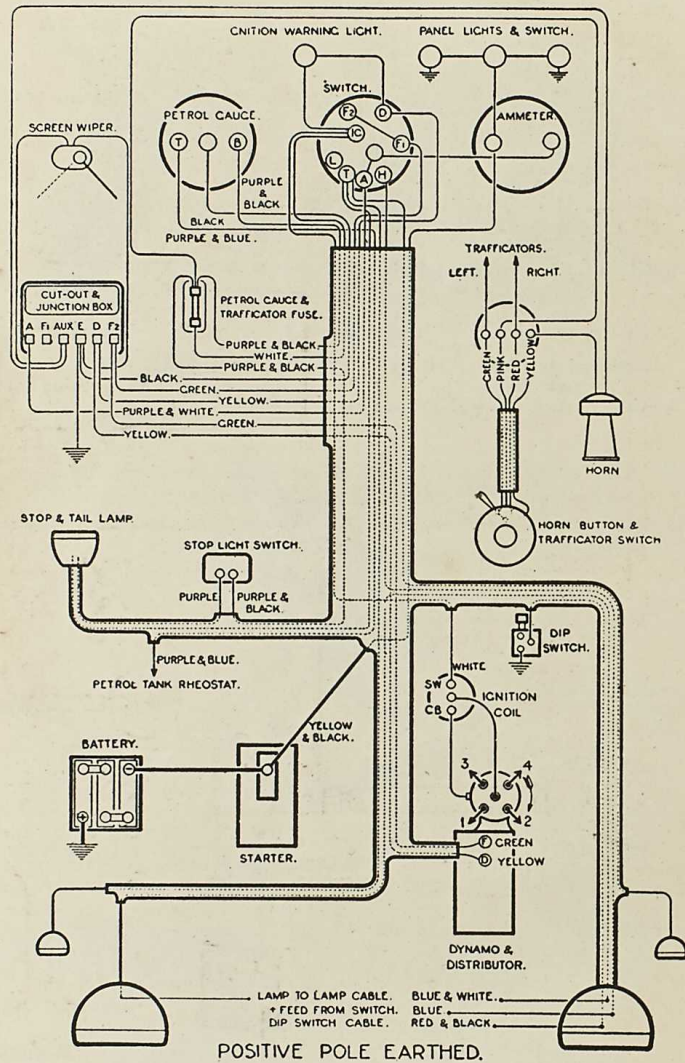 CNITION WARNING LIGHT.
PANEL LIGHTS & SWITCH.
SWITCH.
PETROL GAUGE.
AMMETER
SCREEN WIPER.
F2 D
IC F1
L T A H
T B
PURPLE & BLACK
BLACK
PURPLE & BLUE.
TRAFFICATORS.
LEFT. RIGHT
CUT-OUT & JUNCTION BOX
A F1 AUX E D F2
PETROL GAUGE & TRAFFICATOR FUSE.
PURPLE & BLACK
WHITE.
PURPLE & BLACK
BLACK.
GREEN.
YELLOW.
PURPLE & WHITE.
GREEN.
YELLOW.
GREEN
PINK
RED
YELLOW
HORN
HORN BUTTON & TRAFFICATOR SWITCH
STOP & TAIL LAMP.
STOP LIGHT SWITCH.
PURPLE
PURPLE & BLACK.
PURPLE & BLUE.
PETROL TANK RHEOSTAT.
DIP SWITCH.
WHITE
SW
I
CB
IGNITION COIL
YELLOW & BLACK.
BATTERY.
STARTER.
3 4
1 2
F GREEN
D YELLOW
DYNAMO & DISTRIBUTOR.
LAMP TO LAMP CABLE. BLUE & WHITE.
+ FEED FROM SWITCH. BLUE.
DIP SWITCH CABLE. RED & BLACK.
POSITIVE POLE EARTHED.